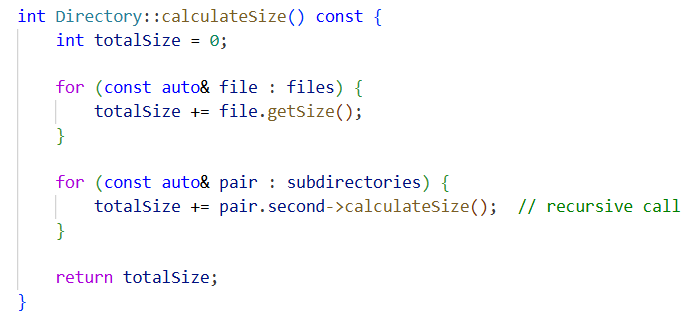 int Directory::calculateSize() const {
    int totalSize = 0;

    for (const auto& file : files) {
        totalSize += file.getSize();
    }

    for (const auto& pair : subdirectories) {
        totalSize += pair.second->calculateSize();  // recursive call
    }

    return totalSize;
}